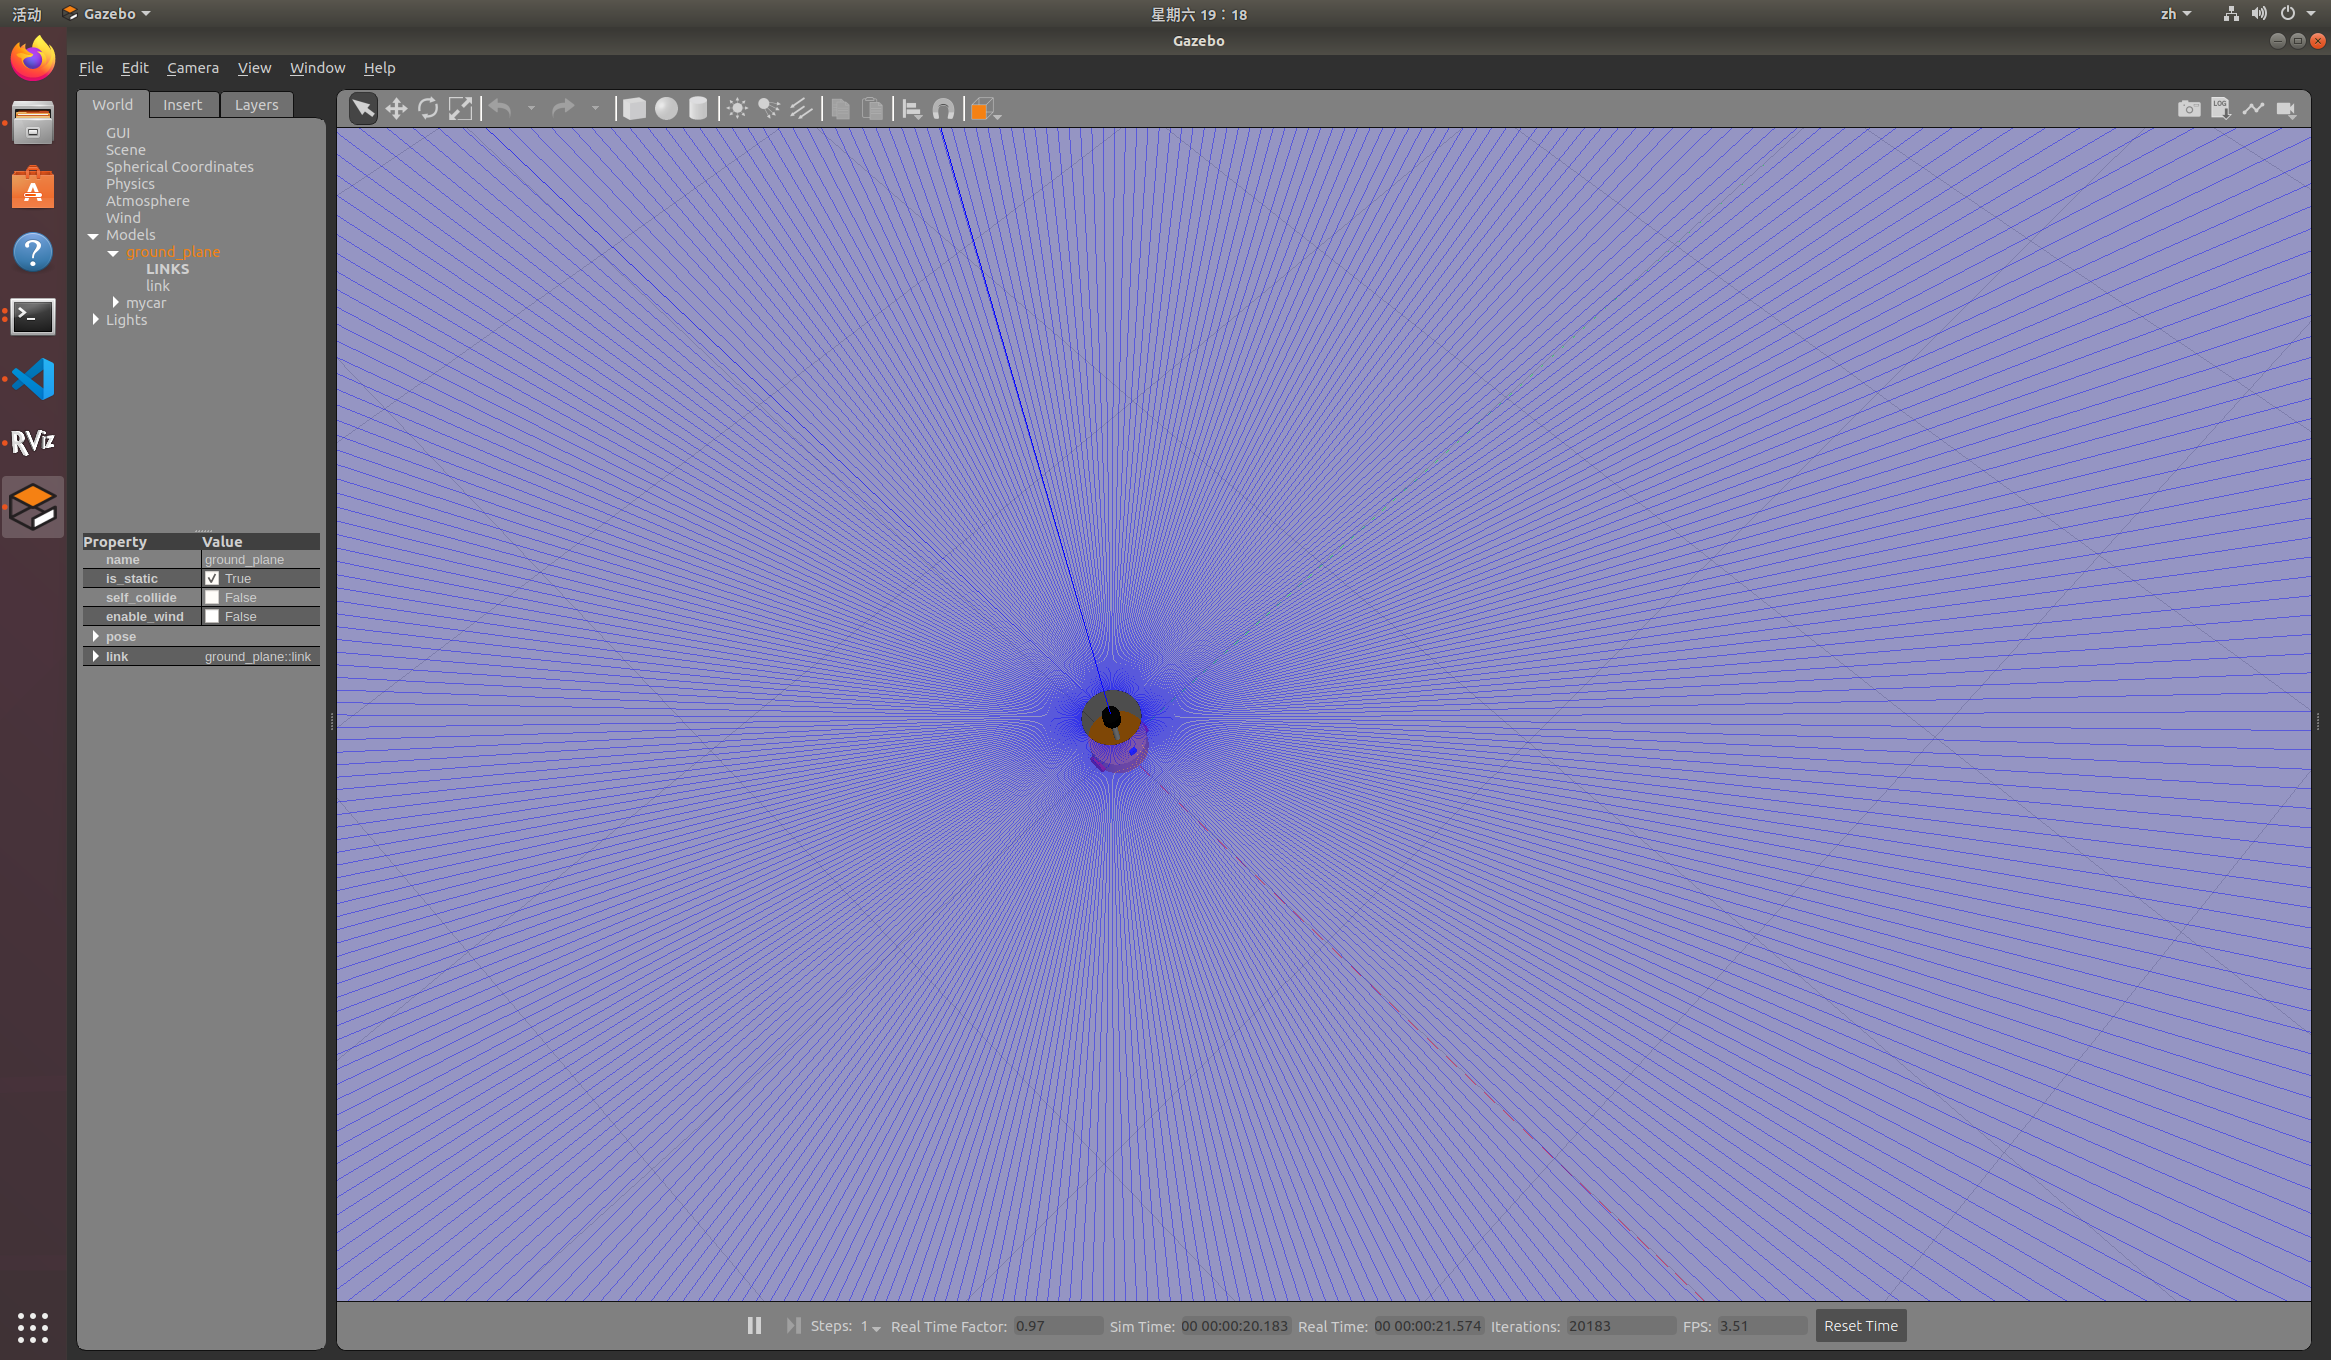 活动 Gazebo 星期六 19：18 zh
Gazebo
File Edit Camera View Window Help
World Insert Layers
GUI
Scene
Spherical Coordinates
Physics
Atmosphere
Wind
Models
ground_plane
LINKS
link
mycar
Lights
RViz
Property Value
name ground_plane
is_static True
self_collide False
enable_wind False
pose
link ground_plane::link
LOG
Steps: 1 Real Time Factor: 0.97 Sim Time: 00 00:00:20.183 Real Time: 00 00:00:21.574 Iterations: 20183 FPS: 3.51 Reset Time